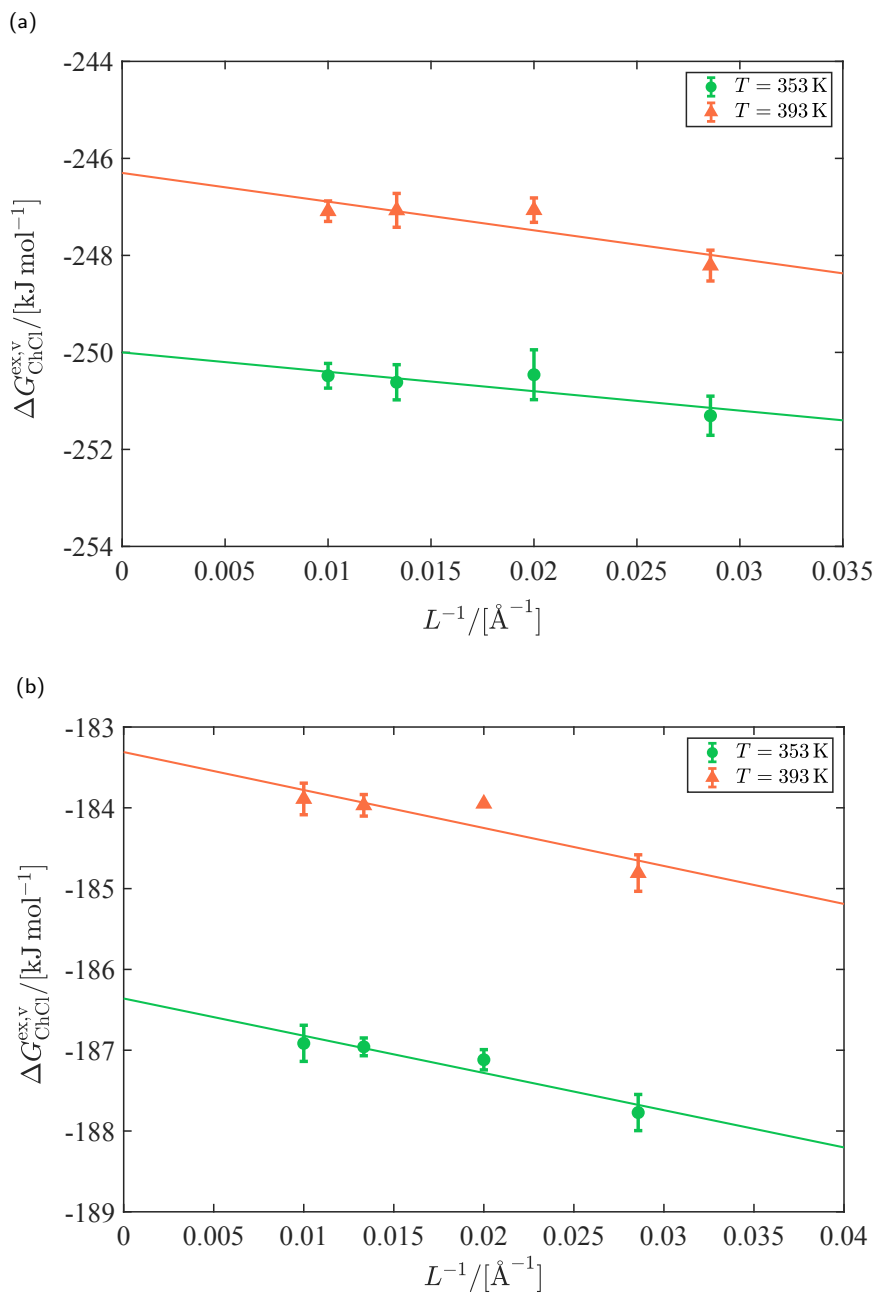 (a)
-244
-246
-248
-250
-252
-254
ΔG^{ex,v}_{ChCl}/[kJ mol^{-1}]
T = 353 K
T = 393 K
0 0.005 0.01 0.015 0.02 0.025 0.03 0.035
L^{-1}/[Å^{-1}]
(b)
-183
-184
-185
-186
-187
-188
-189
ΔG^{ex,v}_{ChCl}/[kJ mol^{-1}]
T = 353 K
T = 393 K
0 0.005 0.01 0.015 0.02 0.025 0.03 0.035 0.04
L^{-1}/[Å^{-1}]